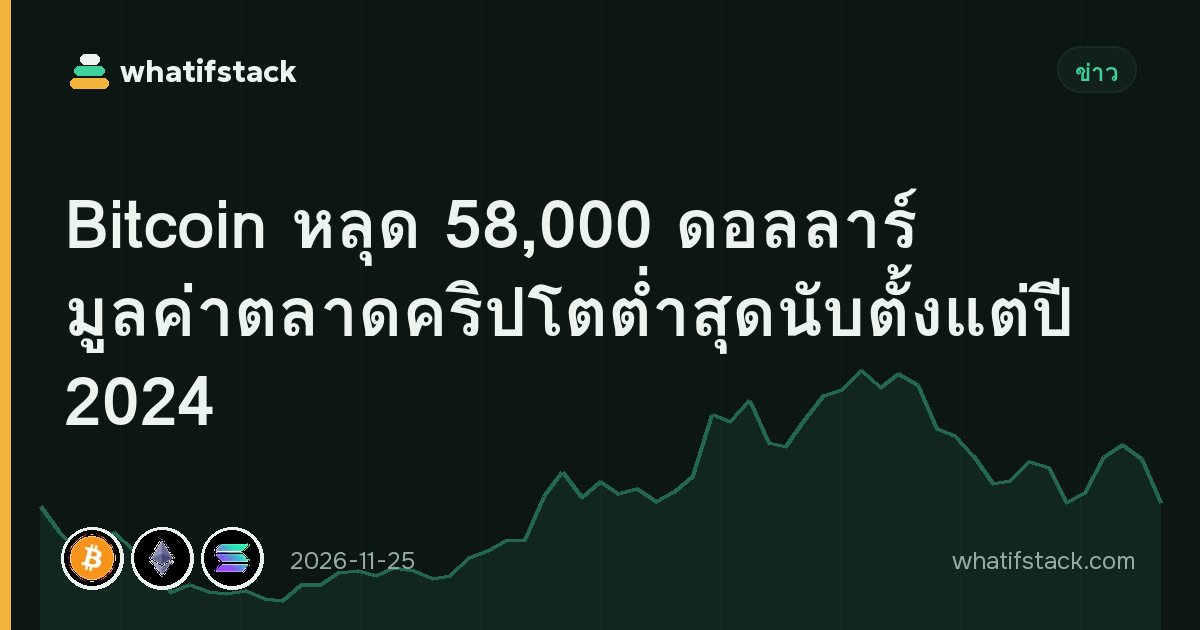 whatifstack
ข่าว
Bitcoin หลุด 58,000 ดอลลาร์
มูลค่าตลาดคริปโตต่ำสุดนับตั้งแต่ปี
2024
2026-11-25
whatifstack.com